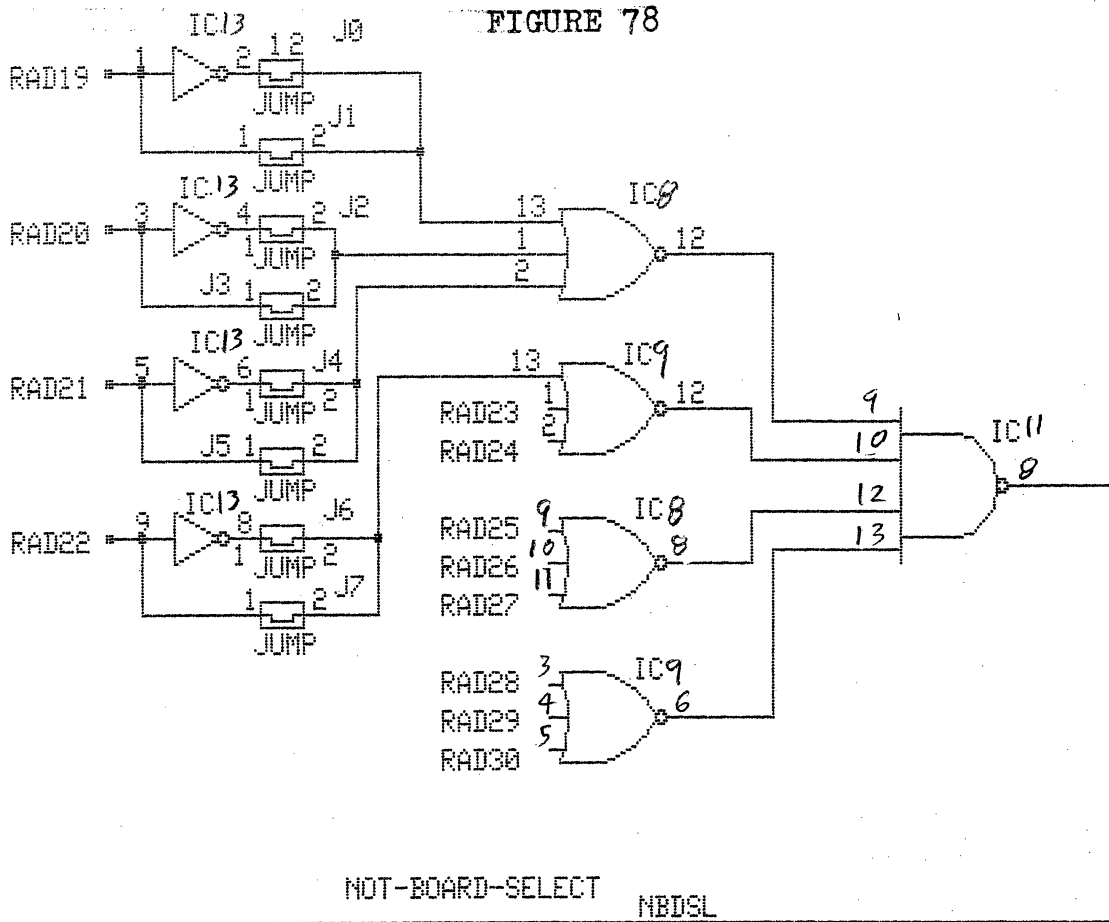 FIGURE 78
IC13
1 2
J0
1
2
RAD19
JUMP
J1
1
2
IC13
JUMP
J2
3
4
2
13
IC8
RAD20
1
JUMP
1
12
J3
1
2
2
JUMP
IC13
J4
IC9
5
6
13
RAD21
1
2
1
12
JUMP
RAD23
9
J5
1
2
2
RAD24
10
IC11
IC13
JUMP
8
J6
12
9
8
9
IC8
RAD22
1
2
RAD25
13
JUMP
10
8
J7
RAD26
1
2
11
RAD27
JUMP
3
IC9
RAD28
4
6
RAD29
5
RAD30
NOT-BOARD-SELECT
NBDSL